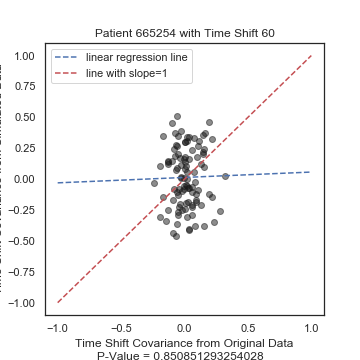 Patient 665254 with Time Shift 60
linear regression line
line with slope=1
1.00
0.75
0.50
0.25
0.00
−0.25
−0.50
−0.75
−1.00
−1.0
−0.5
0.0
0.5
1.0
Time Shift Covariance from Original Data
P-Value = 0.850851293254028